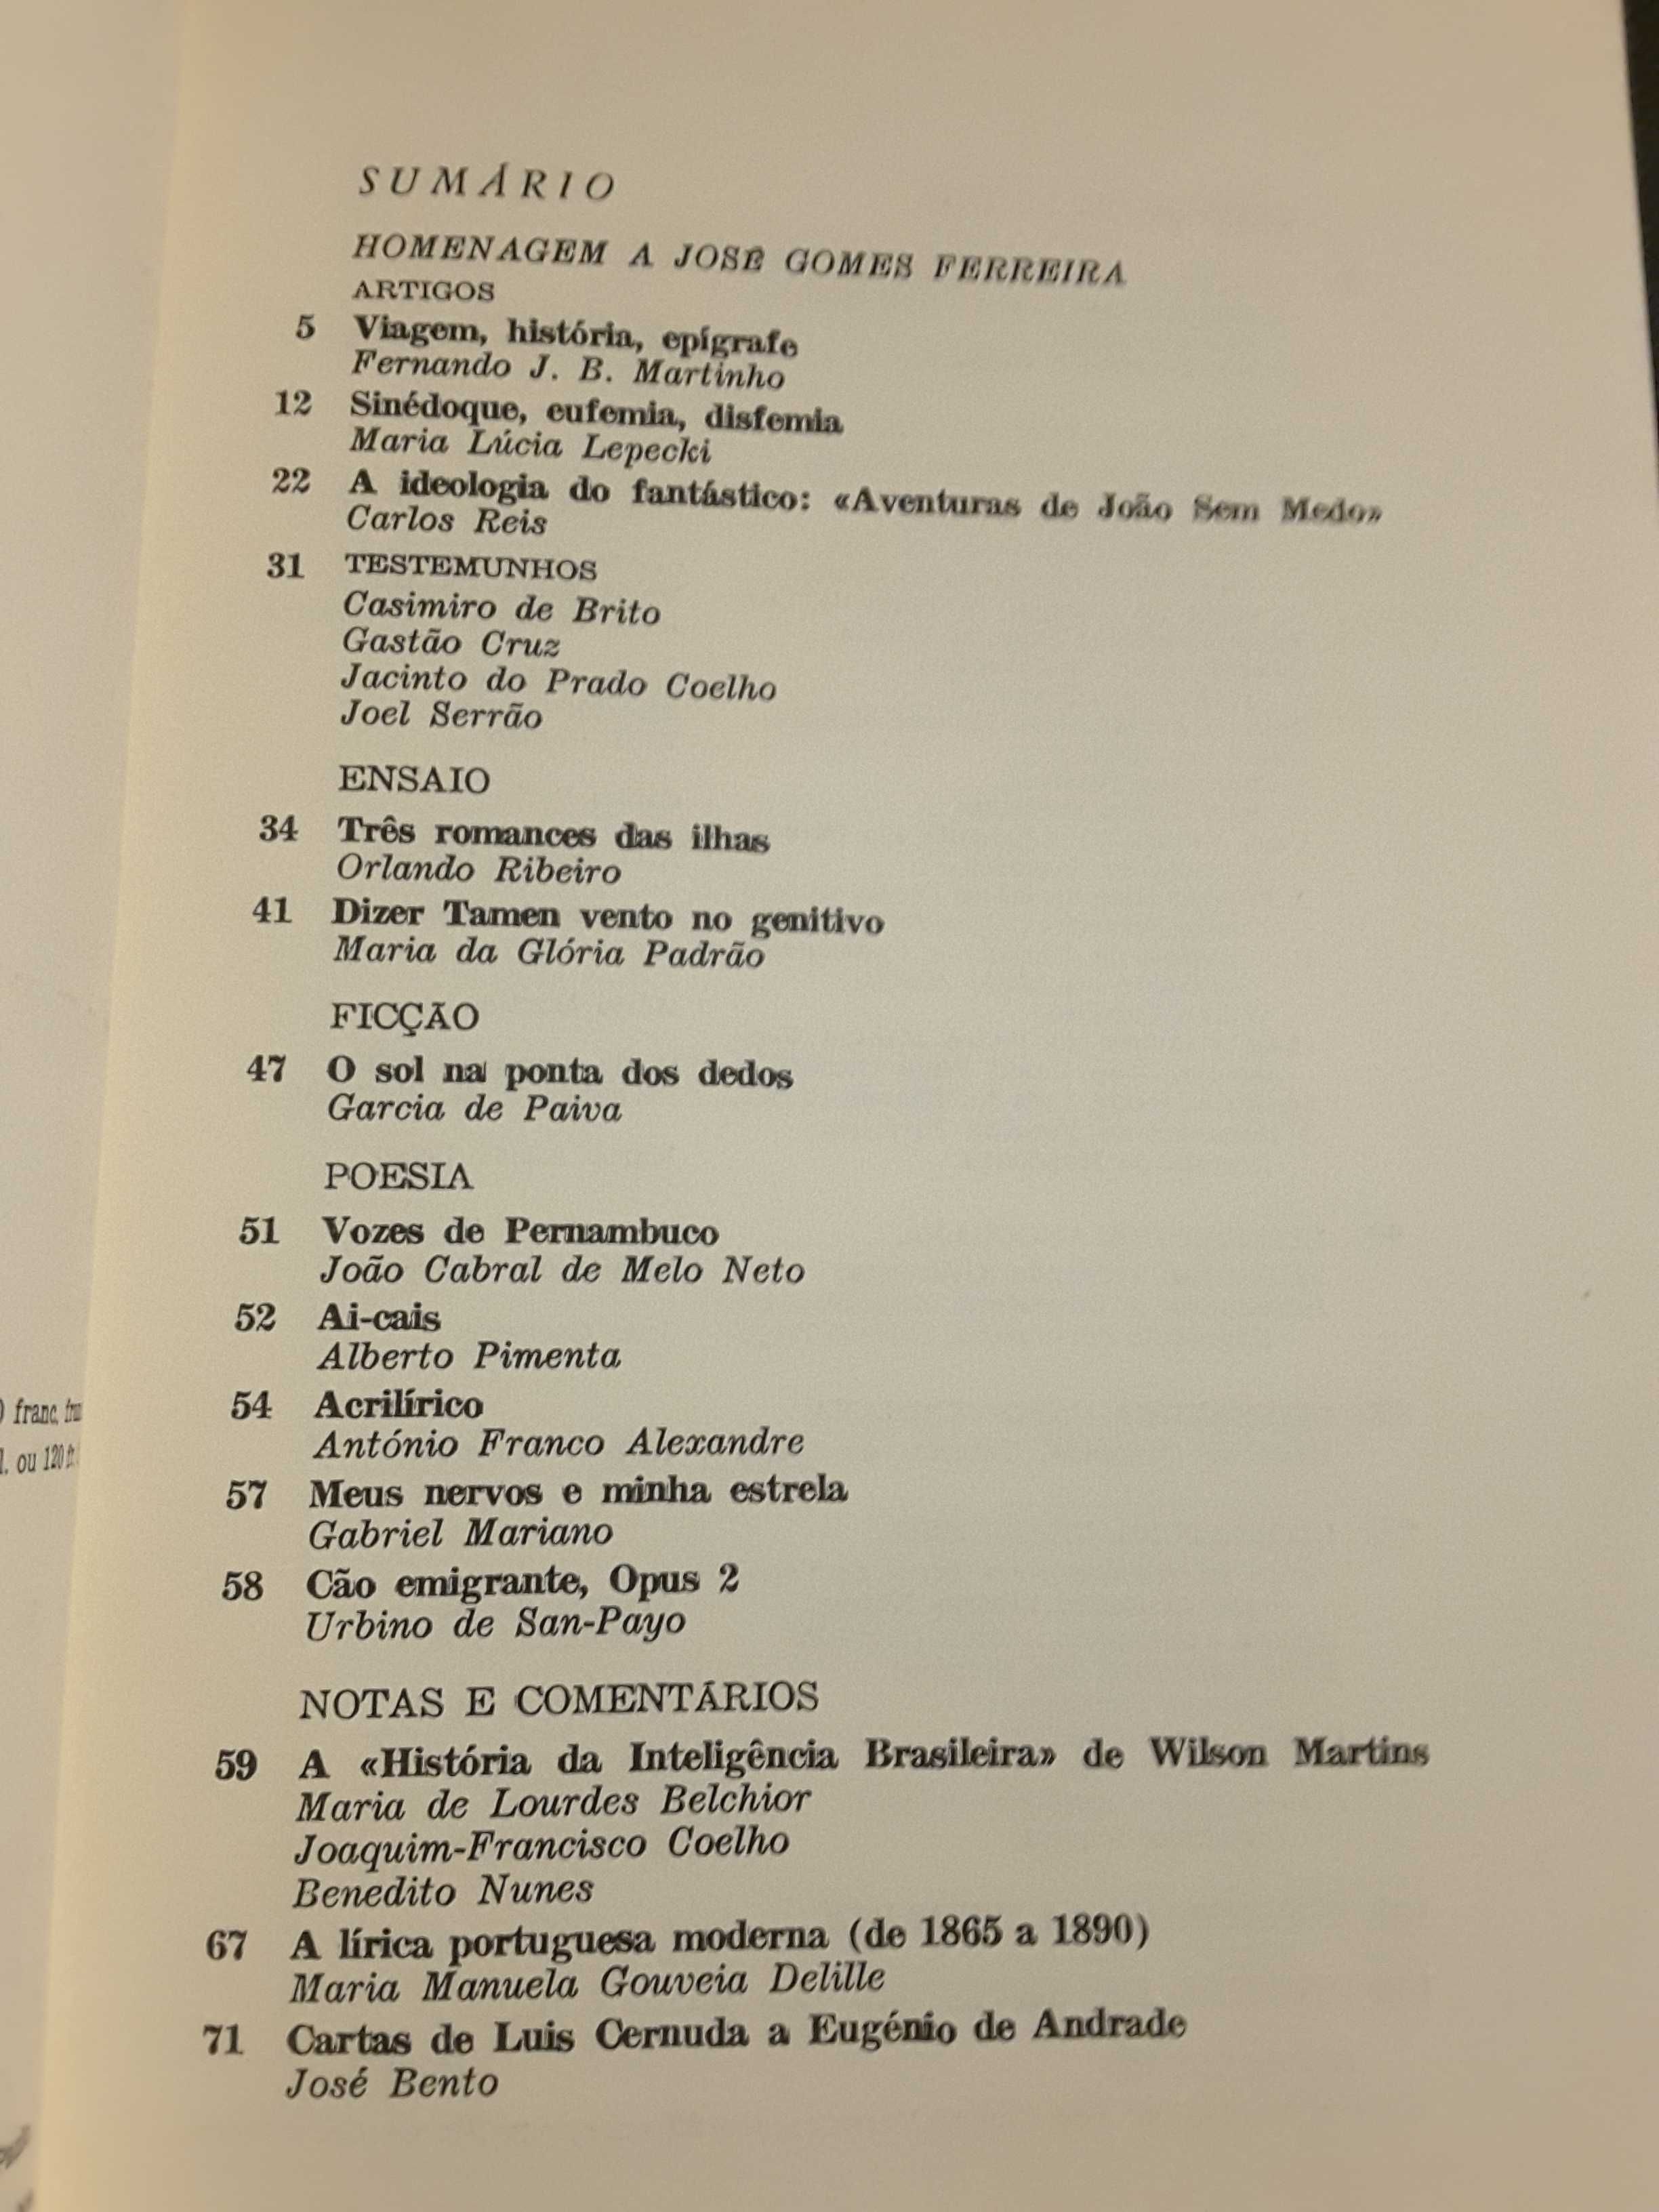 SUMÁRIO
HOMENAGEM A JOSÉ GOMES FERREIRA
ARTIGOS
5 Viagem, história, epígrafe
Fernando J. B. Martinho
12 Sinédoque, eufemia, disfemia
Maria Lúcia Lepecki
22 A ideologia do fantástico: «Aventuras de João Sem Medo»
Carlos Reis
31 TESTEMUNHOS
Casimiro de Brito
Gastão Cruz
Jacinto do Prado Coelho
Joel Serrão
ENSAIO
34 Três romances das ilhas
Orlando Ribeiro
41 Dizer Tamen vento no genitivo
Maria da Glória Padrão
FICÇÃO
47 O sol na ponta dos dedos
Garcia de Paiva
POESIA
51 Vozes de Pernambuco
João Cabral de Melo Neto
52 Ai-cais
Alberto Pimenta
54 Acrilírico
António Franco Alexandre
57 Meus nervos e minha estrela
Gabriel Mariano
58 Cão emigrante, Opus 2
Urbino de San-Payo
NOTAS E COMENTÁRIOS
59 A «História da Inteligência Brasileira» de Wilson Martins
Maria de Lourdes Belchior
Joaquim-Francisco Coelho
Benedito Nunes
67 A lírica portuguesa moderna (de 1865 a 1890)
Maria Manuela Gouveia Delille
71 Cartas de Luis Cernuda a Eugénio de Andrade
José Bento
franc.
ou 120